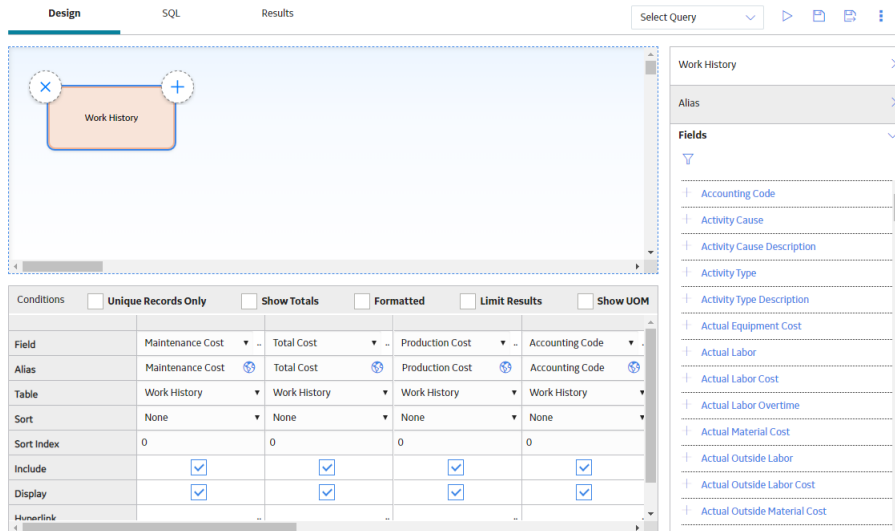 Design SQL Results Select Query
Work History
Work History
Alias
Fields
Accounting Code
Activity Cause
Activity Cause Description
Activity Type
Activity Type Description
Actual Equipment Cost
Actual Labor
Actual Labor Cost
Actual Labor Overtime
Actual Material Cost
Actual Outside Labor
Actual Outside Labor Cost
Actual Outside Material Cost
Conditions Unique Records Only Show Totals Formatted Limit Results Show UOM
Field Maintenance Cost .. Total Cost .. Production Cost .. Accounting Code .
Alias Maintenance Cost Total Cost Production Cost Accounting Code
Table Work History Work History Work History Work History
Sort None None None None
Sort Index 0 0 0 0
Include
Display
Hyperlink .. .. ..